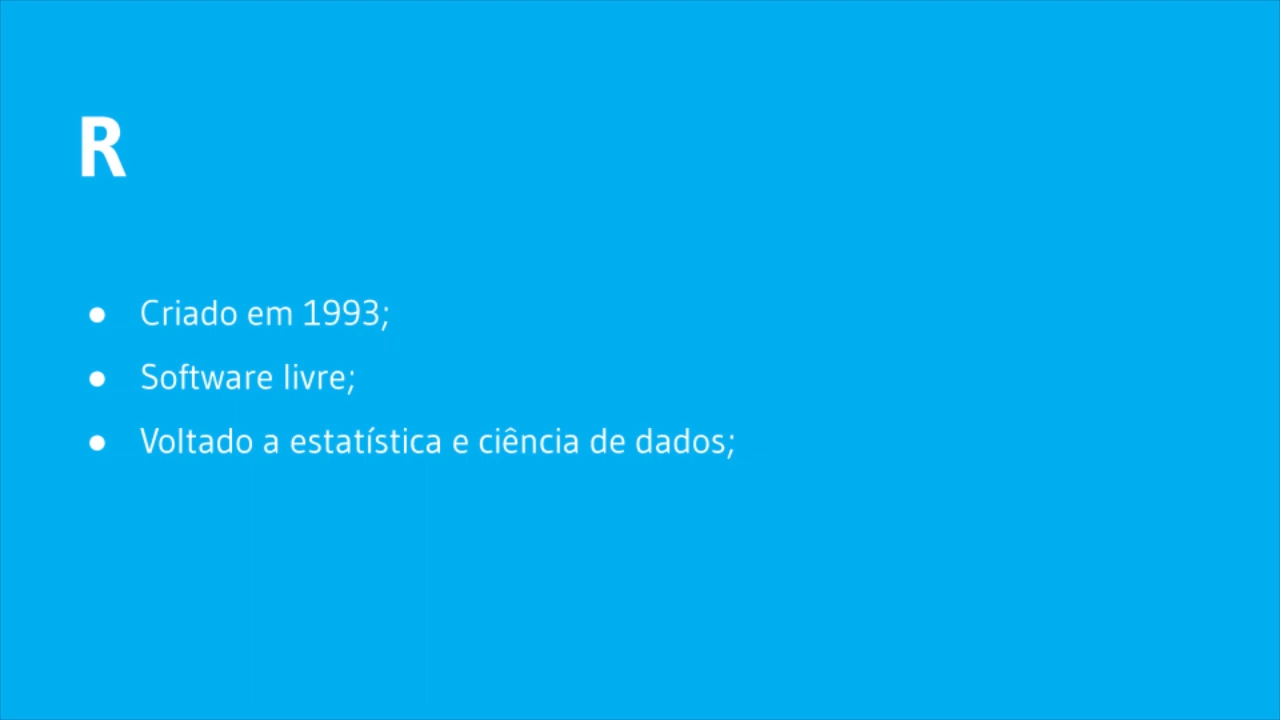 R
● Criado em 1993;
● Software livre;
● Voltado a estatística e ciência de dados;